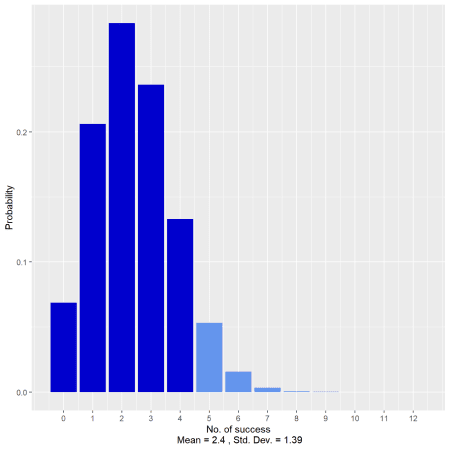 Probability
0.2
0.1
0.0
0 1 2 3 4 5 6 7 8 9 10 11 12
No. of success
Mean = 2.4 , Std. Dev. = 1.39